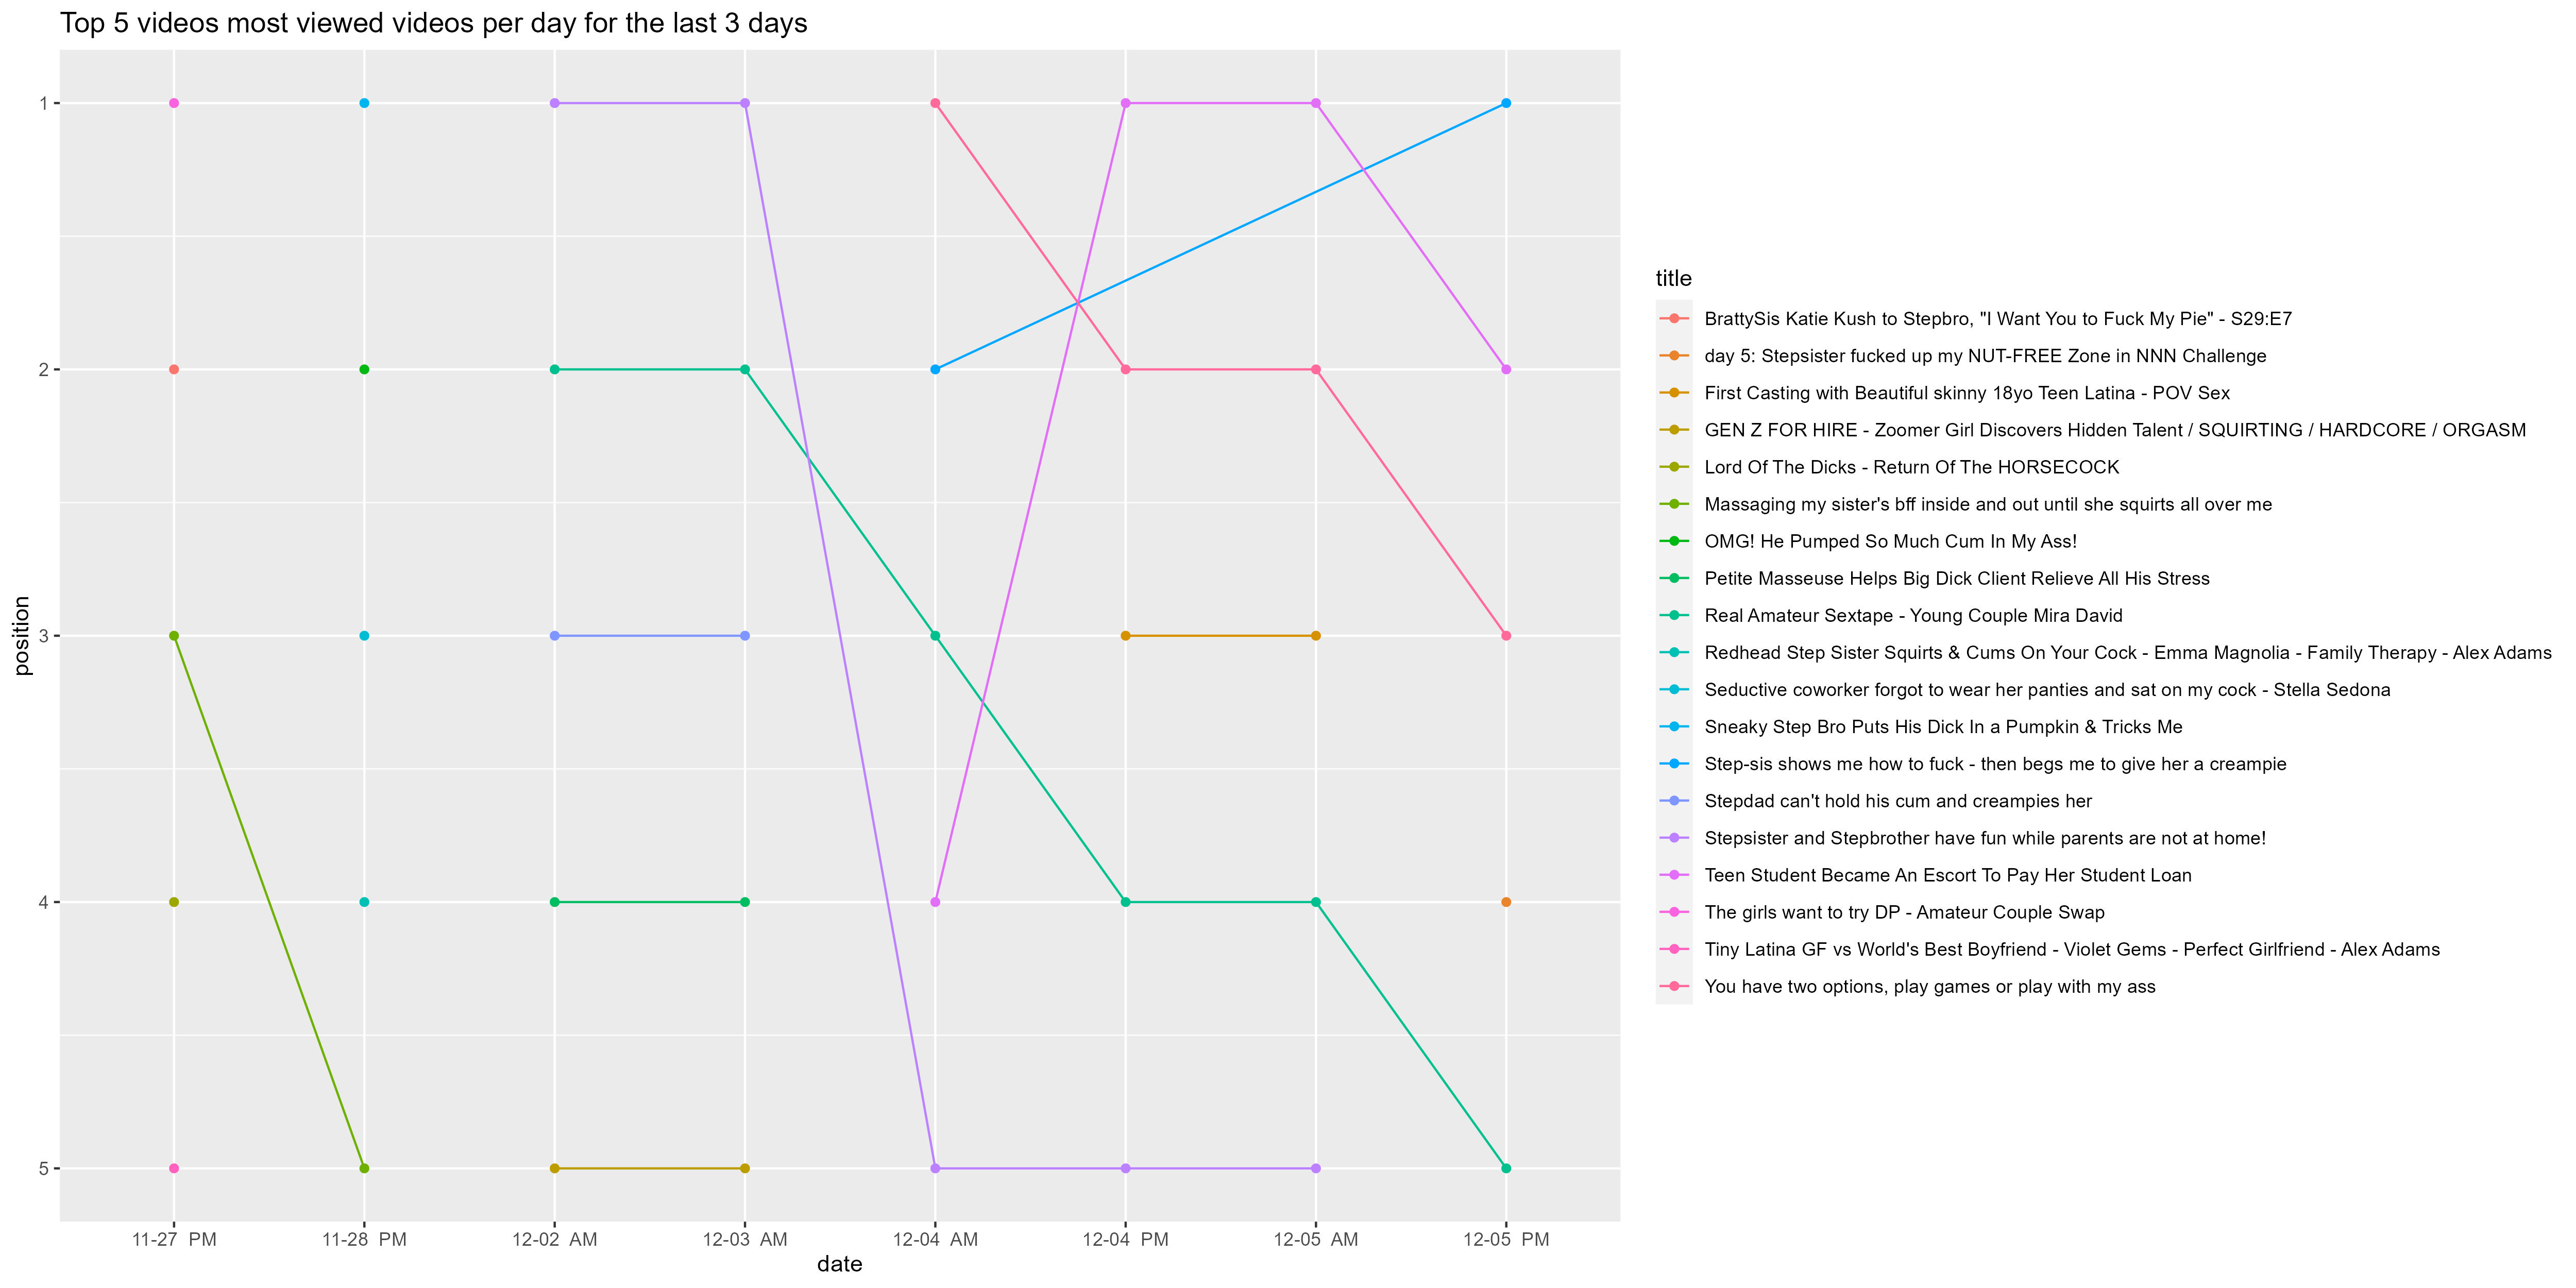 Top 5 videos most viewed videos per day for the last 3 days
position
1
2
3
4
5
11-27 PM
11-28 PM
12-02 AM
12-03 AM
12-04 AM
12-04 PM
12-05 AM
12-05 PM
date
title
BrattySis Katie Kush to Stepbro, "I Want You to Fuck My Pie" - S29:E7
day 5: Stepsister fucked up my NUT-FREE Zone in NNN Challenge
First Casting with Beautiful skinny 18yo Teen Latina - POV Sex
GEN Z FOR HIRE - Zoomer Girl Discovers Hidden Talent / SQUIRTING / HARDCORE / ORGASM
Lord Of The Dicks - Return Of The HORSECOCK
Massaging my sister's bff inside and out until she squirts all over me
OMG! He Pumped So Much Cum In My Ass!
Petite Masseuse Helps Big Dick Client Relieve All His Stress
Real Amateur Sextape - Young Couple Mira David
Redhead Step Sister Squirts & Cums On Your Cock - Emma Magnolia - Family Therapy - Alex Adams
Seductive coworker forgot to wear her panties and sat on my cock - Stella Sedona
Sneaky Step Bro Puts His Dick In a Pumpkin & Tricks Me
Step-sis shows me how to fuck - then begs me to give her a creampie
Stepdad can't hold his cum and creampies her
Stepsister and Stepbrother have fun while parents are not at home!
Teen Student Became An Escort To Pay Her Student Loan
The girls want to try DP - Amateur Couple Swap
Tiny Latina GF vs World's Best Boyfriend - Violet Gems - Perfect Girlfriend - Alex Adams
You have two options, play games or play with my ass